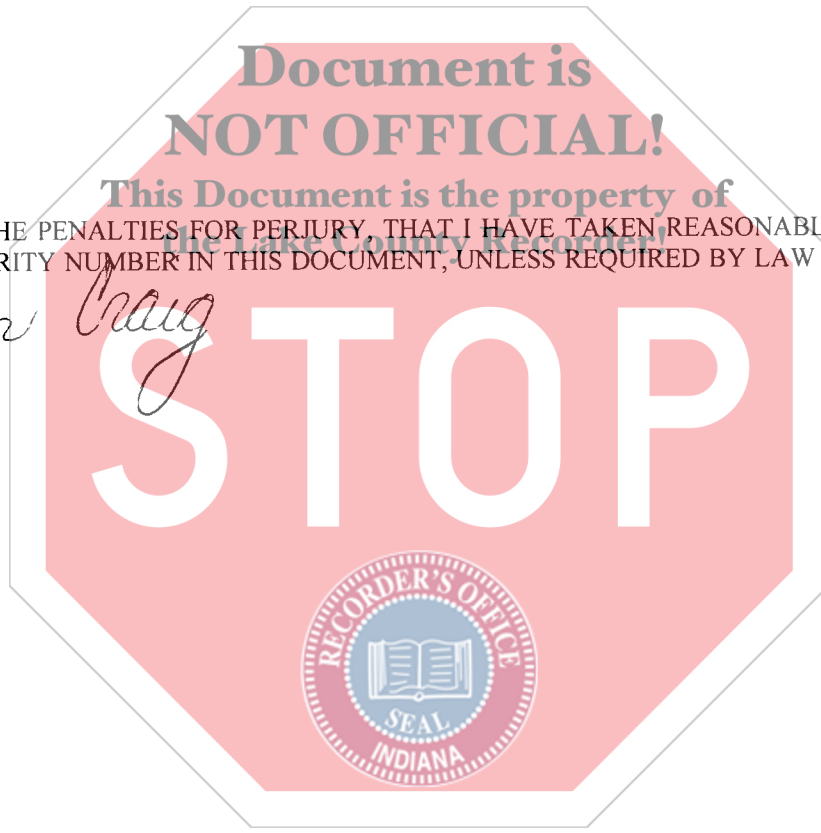 Document is
NOT OFFICIAL!
This Document is the property of
the Lake County Recorder!
HE PENALTIES FOR PERJURY, THAT I HAVE TAKEN REASONABL
RITY NUMBER IN THIS DOCUMENT, UNLESS REQUIRED BY LAW
Craig
STOP
RECORDER'S OFFICE
SEAL
INDIANA